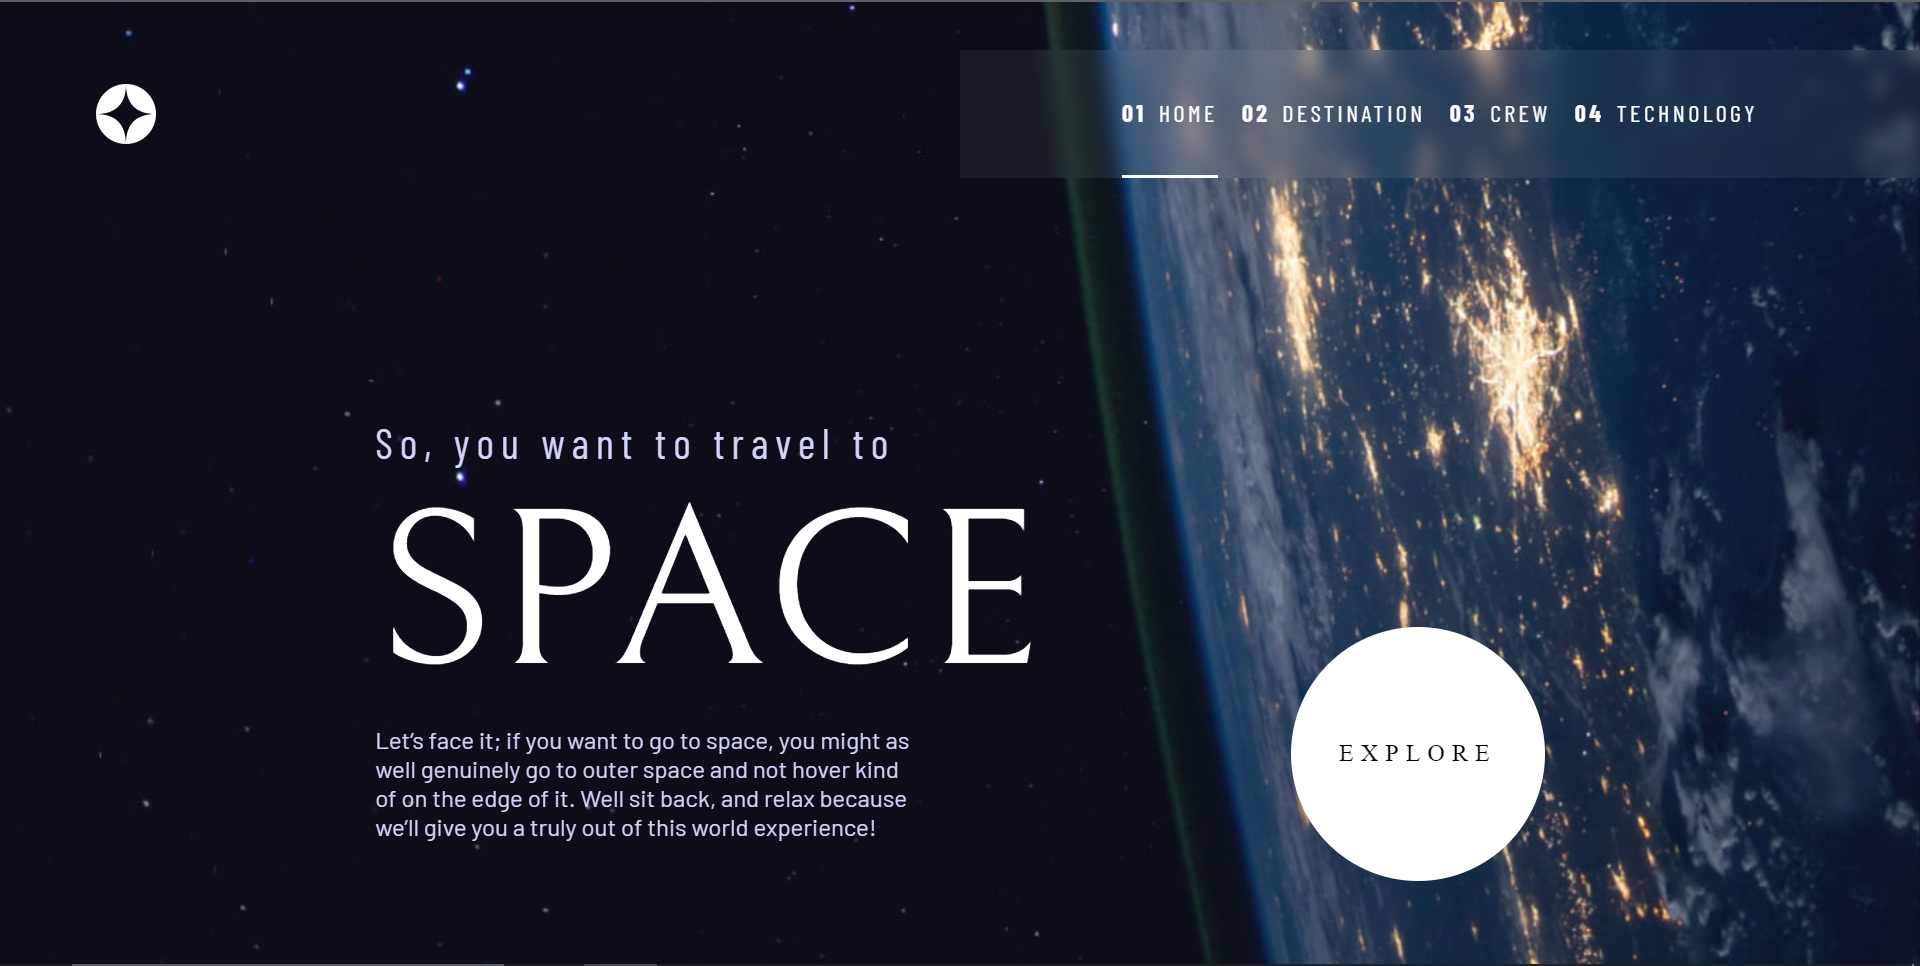 01 HOME 02 DESTINATION 03 CREW 04 TECHNOLOGY
So, you want to travel to
SPACE
Let’s face it; if you want to go to space, you might as
well genuinely go to outer space and not hover kind
of on the edge of it. Well sit back, and relax because
we’ll give you a truly out of this world experience!
EXPLORE